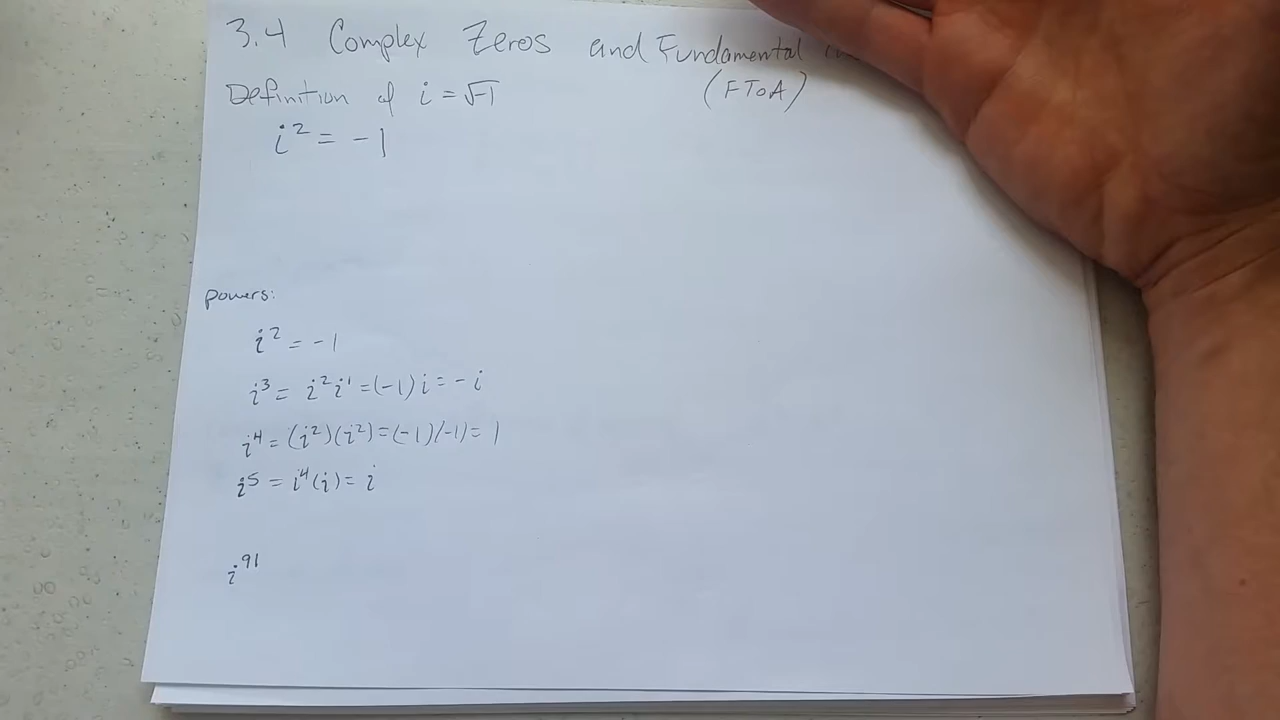 3.4 Complex Zeros and Fundamental
(FToA)
Definition of i = √-1
i² = -1
powers:
i² = -1
i³ = i²i¹ = (-1)i = -i
i⁴ = (i²)(i²) = (-1)(-1) = 1
i⁵ = i⁴(i) = i
i⁹¹